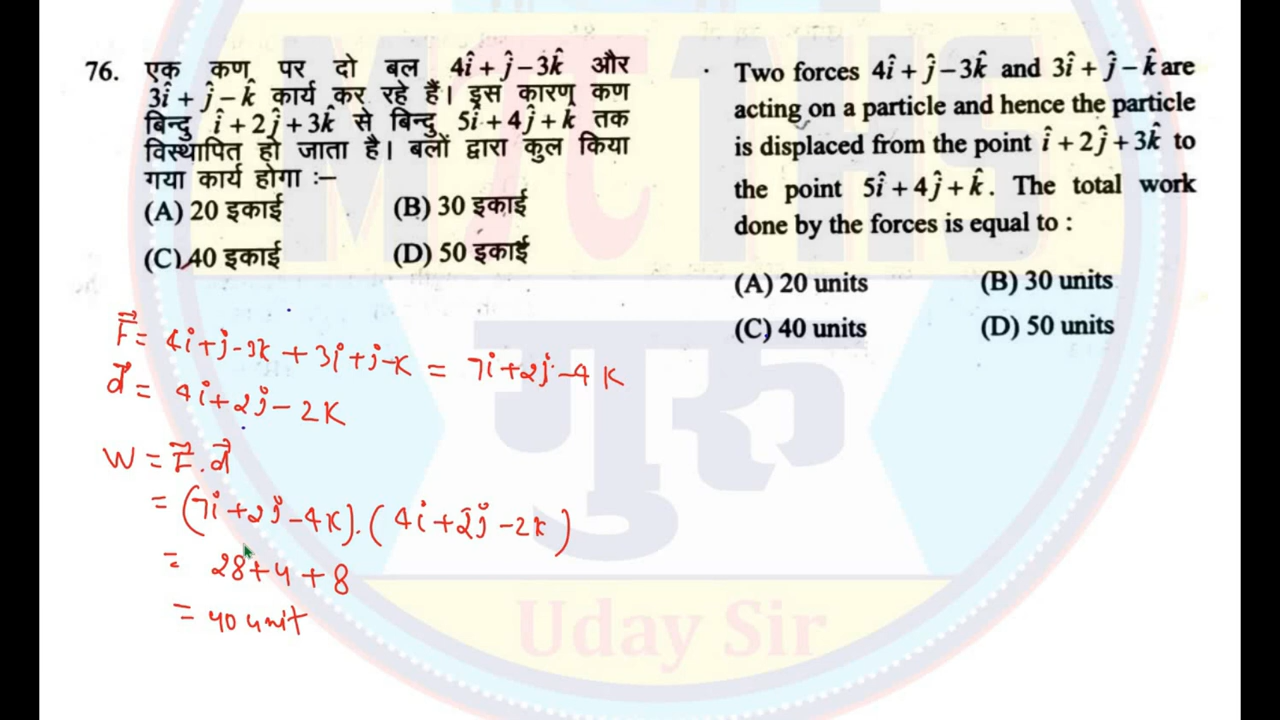 76. एक कण पर दो बल 4î + ĵ – 3k̂ और
3î + ĵ – k̂ कार्य कर रहे हैं। इस कारण कण
बिन्दु î + 2ĵ + 3k̂ से बिन्दु 5î + 4ĵ + k̂ तक
विस्थापित हो जाता है। बलों द्वारा कुल किया
गया कार्य होगा :–
(A) 20 इकाई (B) 30 इकाई
(C) 40 इकाई (D) 50 इकाई
Two forces 4î + ĵ – 3k̂ and 3î + ĵ – k̂ are
acting on a particle and hence the particle
is displaced from the point î + 2ĵ + 3k̂ to
the point 5î + 4ĵ + k̂. The total work
done by the forces is equal to :
(A) 20 units (B) 30 units
(C) 40 units (D) 50 units
F⃗ = 4i+j-3k + 3i+j-k = 7i+2j-4k
d⃗ = 4i+2j-2k
W = F⃗.d⃗
= (7i+2j-4k).(4i+2j-2k)
= 28+4+8
= 40 unit
MATHS
गुरु
Uday Sir